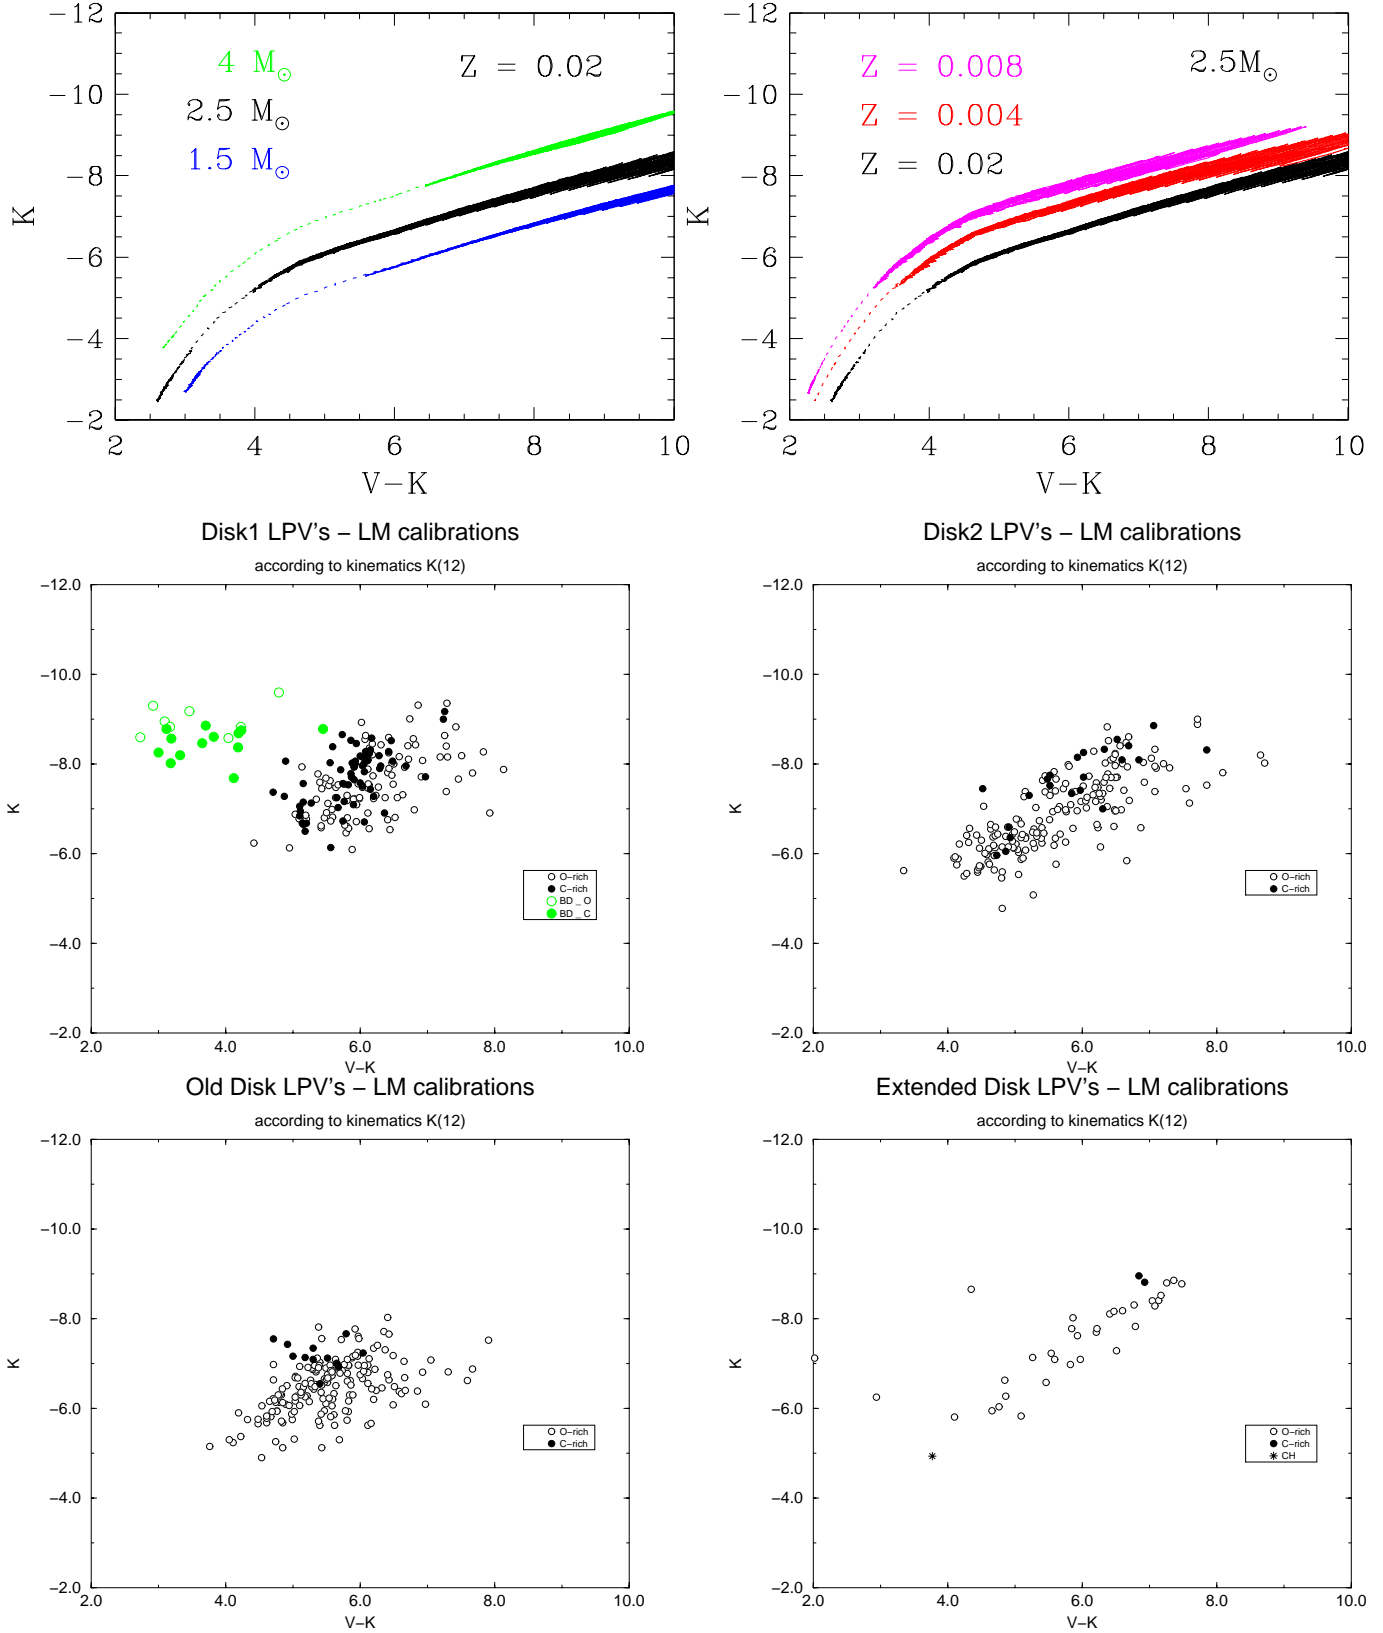 −12
−10
−8
−6
−4
−2
K
4 M⊙
2.5 M⊙
1.5 M⊙
Z = 0.02
2 4 6 8 10
V−K
−12
−10
−8
−6
−4
−2
K
Z = 0.008
Z = 0.004
Z = 0.02
2.5M⊙
2 4 6 8 10
V−K
Disk1 LPV's – LM calibrations
according to kinematics K(12)
−12.0
−10.0
−8.0
−6.0
−4.0
−2.0
K
O−rich
C−rich
BD _ O
BD _ C
2.0 4.0 6.0 8.0 10.0
V−K
Disk2 LPV's – LM calibrations
according to kinematics K(12)
−12.0
−10.0
−8.0
−6.0
−4.0
−2.0
K
O−rich
C−rich
2.0 4.0 6.0 8.0 10.0
V−K
Old Disk LPV's – LM calibrations
according to kinematics K(12)
−12.0
−10.0
−8.0
−6.0
−4.0
−2.0
K
O−rich
C−rich
2.0 4.0 6.0 8.0 10.0
V−K
Extended Disk LPV's – LM calibrations
according to kinematics K(12)
−12.0
−10.0
−8.0
−6.0
−4.0
−2.0
K
O−rich
C−rich
CH
2.0 4.0 6.0 8.0 10.0
V−K